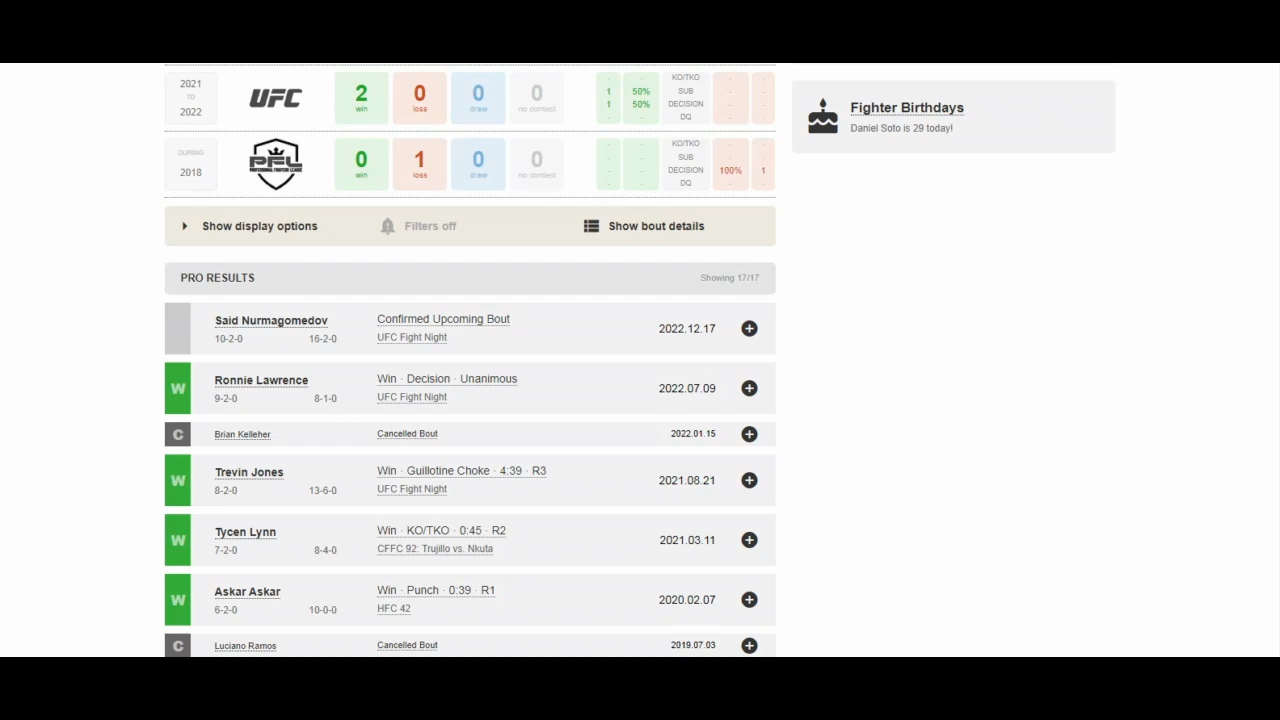 2021
TO
2022
UFC
2
win
0
loss
0
draw
0
no contest
-
1
1
-
-
50%
50%
-
KO/TKO
SUB
DECISION
DQ
-
-
-
-
-
-
-
-
DURING
2018
PFL
PROFESSIONAL FIGHTERS LEAGUE
0
win
1
loss
0
draw
0
no contest
-
-
-
-
-
-
-
-
KO/TKO
SUB
DECISION
DQ
-
-
100%
-
-
-
1
-
Fighter Birthdays
Daniel Soto is 29 today!
Show display options
Filters off
Show bout details
PRO RESULTS
Showing 17/17
Said Nurmagomedov
10-2-0 16-2-0
Confirmed Upcoming Bout
UFC Fight Night
2022.12.17
W
Ronnie Lawrence
9-2-0 8-1-0
Win · Decision · Unanimous
UFC Fight Night
2022.07.09
C
Brian Kelleher
Cancelled Bout
2022.01.15
W
Trevin Jones
8-2-0 13-6-0
Win · Guillotine Choke · 4:39 · R3
UFC Fight Night
2021.08.21
W
Tycen Lynn
7-2-0 8-4-0
Win · KO/TKO · 0:45 · R2
CFFC 92: Trujillo vs. Nkuta
2021.03.11
W
Askar Askar
6-2-0 10-0-0
Win · Punch · 0:39 · R1
HFC 42
2020.02.07
C
Luciano Ramos
Cancelled Bout
2019.07.03